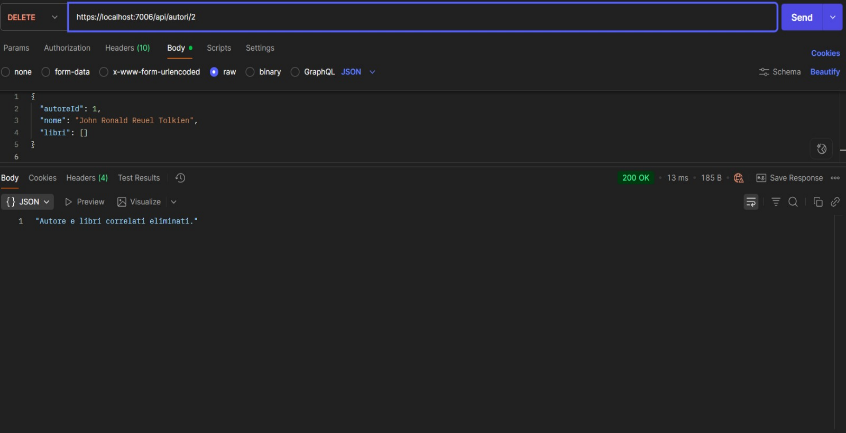 DELETE https://localhost:7006/api/autori/2 Send
Params Authorization Headers (10) Body Scripts Settings Cookies
none form-data x-www-form-urlencoded raw binary GraphQL JSON Schema Beautify
1 {
2 "autoreId": 1,
3 "nome": "John Ronald Reuel Tolkien",
4 "libri": []
5 }
6
Body Cookies Headers (4) Test Results 200 OK • 13 ms • 185 B • Save Response
{} JSON Preview Visualize
1 "Autore e libri correlati eliminati."